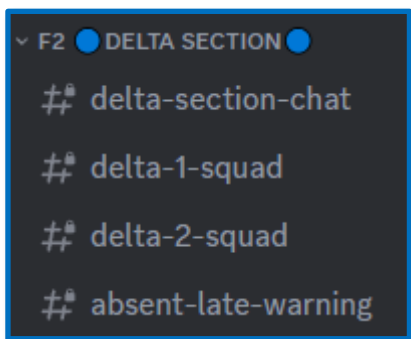 F2 🔵 DELTA SECTION 🔵
delta-section-chat
delta-1-squad
delta-2-squad
absent-late-warning